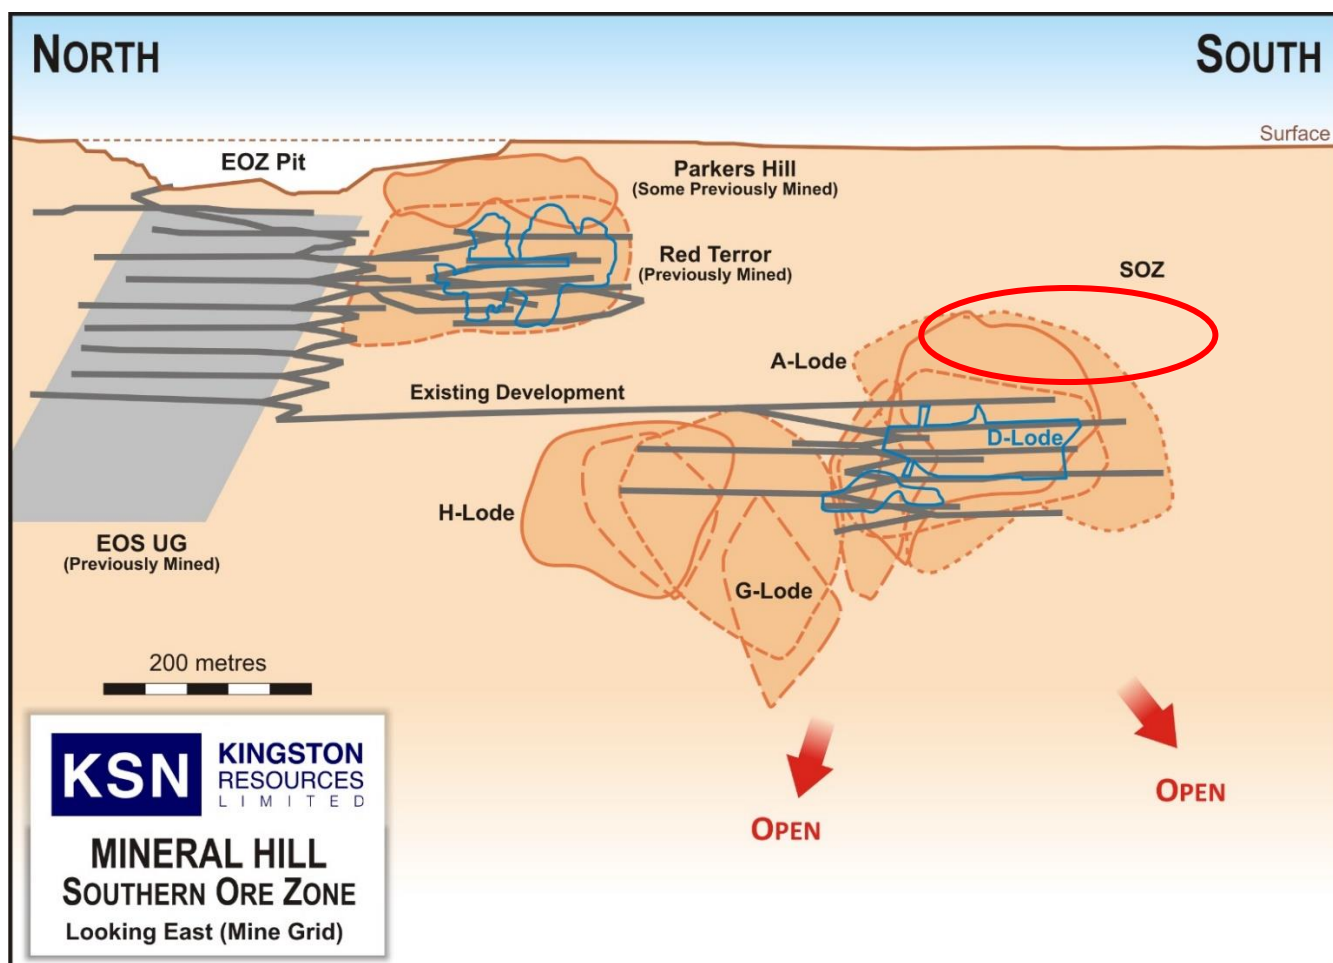 NORTH
SOUTH
Surface
EOZ Pit
Parkers Hill
(Some Previously Mined)
Red Terror
(Previously Mined)
SOZ
A-Lode
Existing Development
D-Lode
H-Lode
EOS UG
(Previously Mined)
G-Lode
200 metres
OPEN
OPEN
KSN
KINGSTON
RESOURCES
LIMITED
MINERAL HILL
SOUTHERN ORE ZONE
Looking East (Mine Grid)